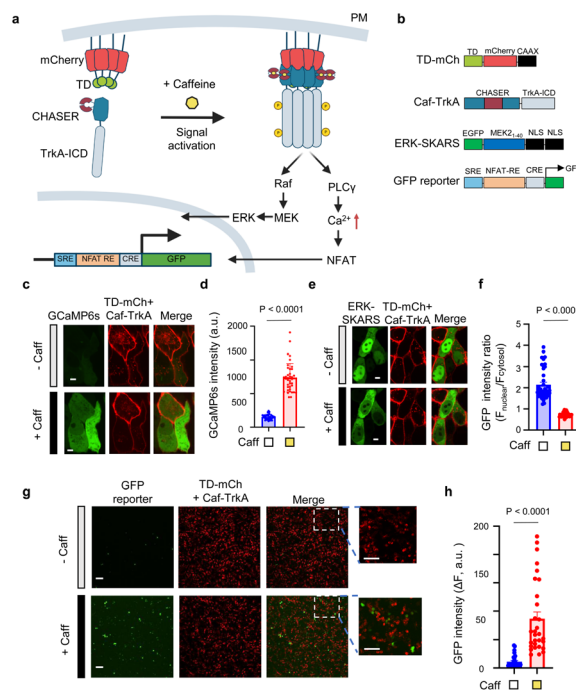 a
PM
mCherry
TD
CHASER
TrkA-ICD
+ Caffeine
Signal
activation
P
P
P
P
Raf
PLCγ
ERK
MEK
Ca2+
NFAT
SRE NFAT RE CRE GFP
b
TD mCherry CAAX
TD-mCh
CHASER TrkA-ICD
Caf-TrkA
EGFP MEK21-40 NLS NLS
ERK-SKARS
SRE NFAT-RE CRE GF
GFP reporter
c
GCaMP6s
TD-mCh+
Caf-TrkA
Merge
- Caff
+ Caff
d
P < 0.0001
GCaMP6s intensity (a.u.)
2000
1500
1000
500
0
Caff
e
ERK-
SKARS
TD-mCh+
Caf-TrkA
Merge
- Caff
+ Caff
f
P < 0.000
GFP intensity ratio
(Fnuclear/Fcytosol)
5
4
3
2
1
0
Caff
g
GFP
reporter
TD-mCh
+ Caf-TrkA
Merge
- Caff
+ Caff
h
P < 0.0001
GFP intensity (ΔF, a.u.)
200
150
50
0
Caff